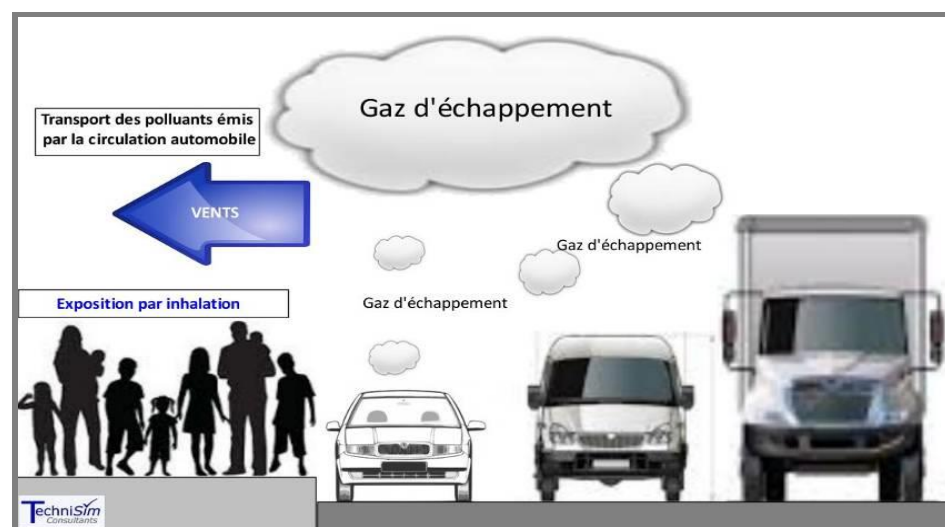 Gaz d'échappement
Transport des polluants émis
par la circulation automobile
VENTS
Gaz d'échappement
Exposition par inhalation
Gaz d'échappement
TechniSim
Consultants